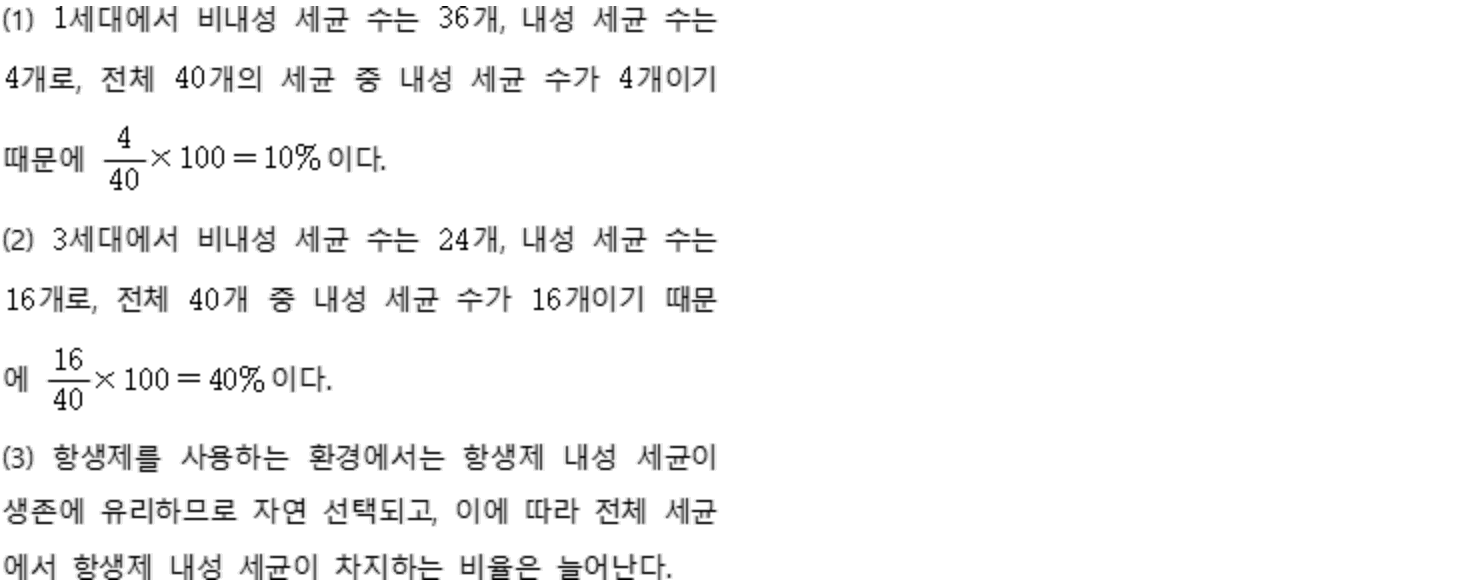 (1) 1세대에서 비내성 세균 수는 36개, 내성 세균 수는
4개로, 전체 40개의 세균 중 내성 세균 수가 4개이기
때문에 4/40 × 100 = 10% 이다.
(2) 3세대에서 비내성 세균 수는 24개, 내성 세균 수는
16개로, 전체 40개 중 내성 세균 수가 16개이기 때문
에 16/40 × 100 = 40% 이다.
(3) 항생제를 사용하는 환경에서는 항생제 내성 세균이
생존에 유리하므로 자연 선택되고, 이에 따라 전체 세균
에서 항생제 내성 세균이 차지하는 비율은 늘어난다.